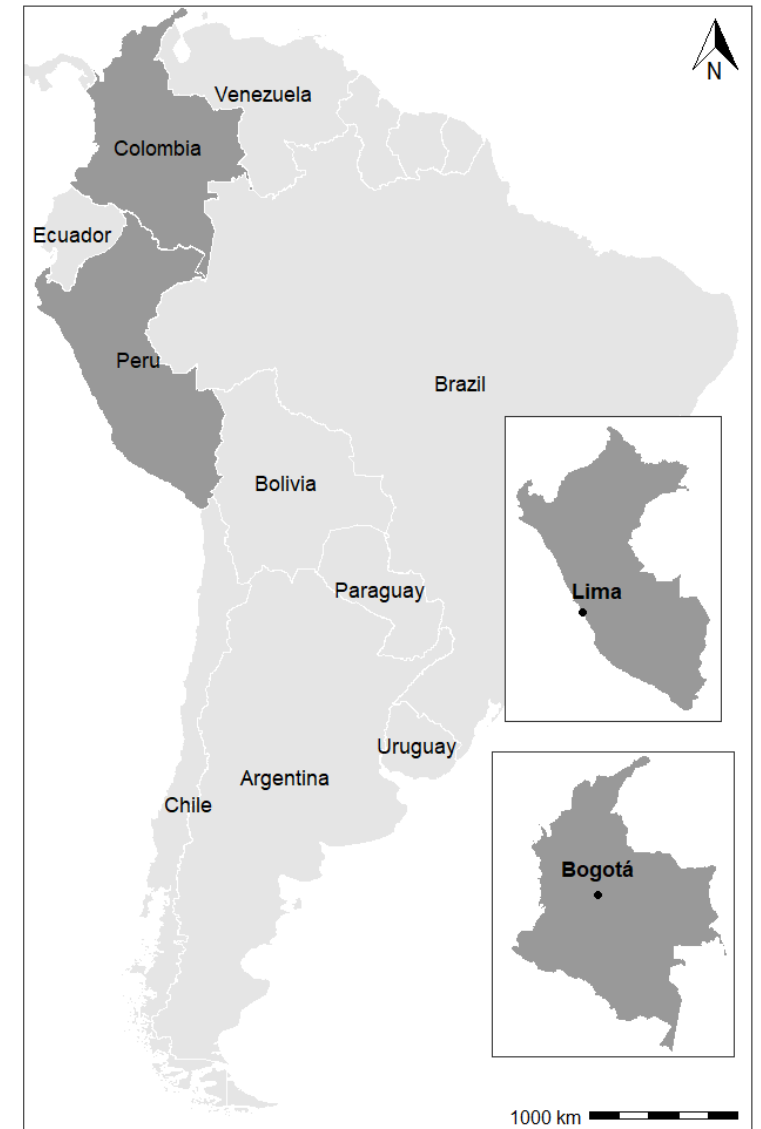 N
Venezuela
Colombia
Ecuador
Peru
Brazil
Bolivia
Paraguay
Lima
Uruguay
Argentina
Chile
Bogotá
1000 km